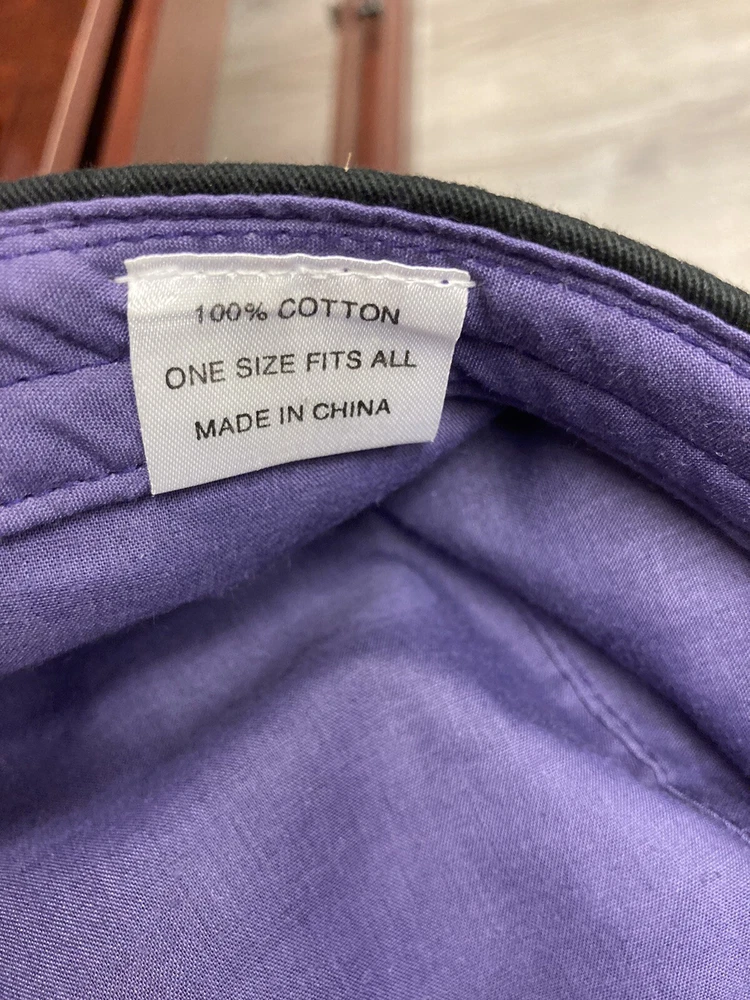 100% COTTON
ONE SIZE FITS ALL
MADE IN CHINA